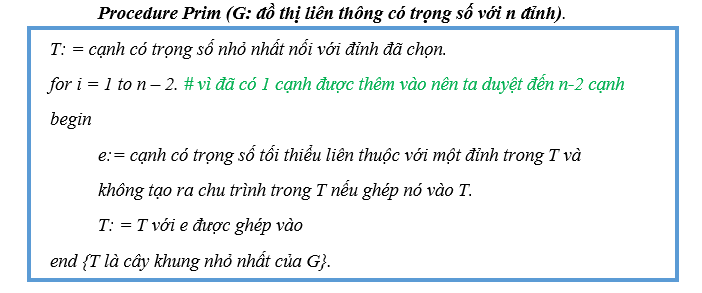 Procedure Prim (G: đồ thị liên thông có trọng số với n đỉnh).
T: = cạnh có trọng số nhỏ nhất nối với đỉnh đã chọn.
for i = 1 to n – 2. # vì đã có 1 cạnh được thêm vào nên ta duyệt đến n-2 cạnh
begin
e:= cạnh có trọng số tối thiểu liên thuộc với một đỉnh trong T và
không tạo ra chu trình trong T nếu ghép nó vào T.
T: = T với e được ghép vào
end {T là cây khung nhỏ nhất của G}.